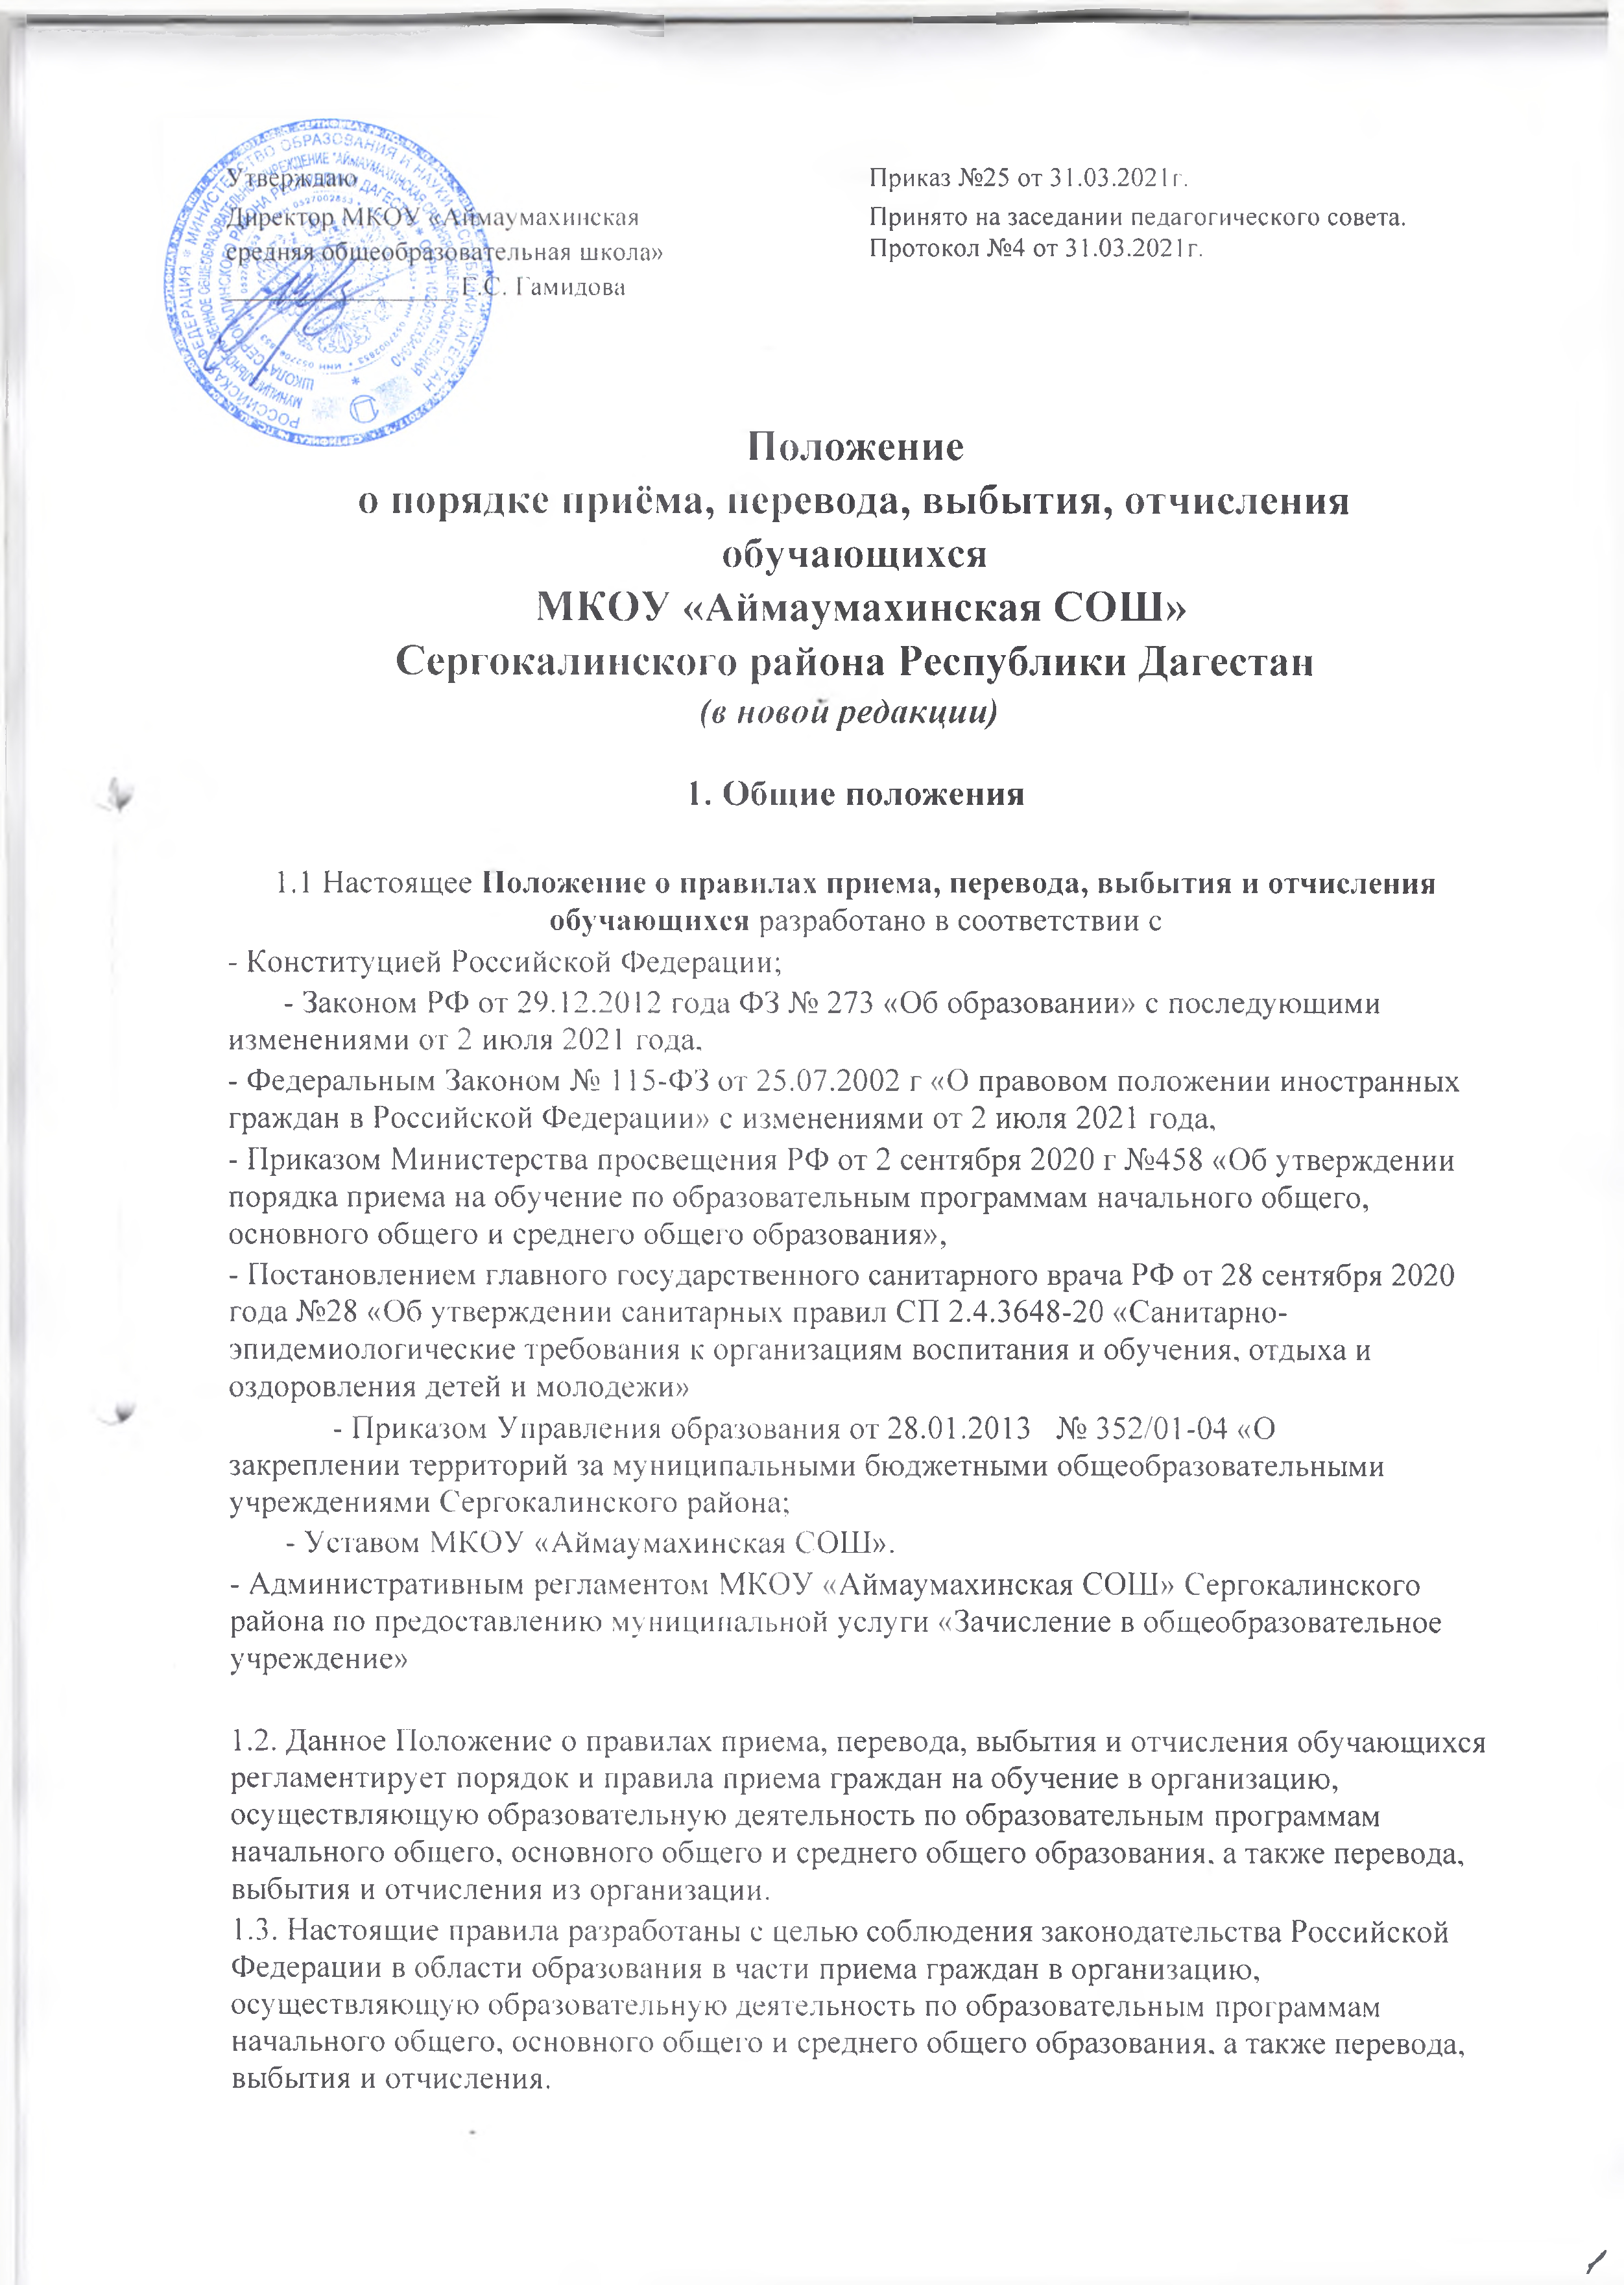 Утверждаю
Директор МКОУ «Аймаумахинская
средняя общеобразовательная школа»
Гамидова
Приказ №25 от 31.03.2021г.
Принято на заседании педагогического совета.
Протокол №4 от 31.03.2021г.
Положение
о порядке приёма, перевода, выбытия, отчисления
обучающихся
МКОУ «Аймаумахинская СОШ»
Сергокалинского района Республики Дагестан
(в новой редакции)
1. Общие положения
1.1 Настоящее Положение о правилах приема, перевода, выбытия и отчисления
обучающихся разработано в соответствии с
- Конституцией Российской Федерации;
- Законом РФ от 29.12.2012 года ФЗ № 273 «Об образовании» с последующими
изменениями от 2 июля 2021 года.
- Федеральным Законом № 115-ФЗ от 25.07.2002 г «О правовом положении иностранных
граждан в Российской Федерации» с изменениями от 2 июля 2021 года,
- Приказом Министерства просвещения РФ от 2 сентября 2020 г №458 «Об утверждении
порядка приема на обучение по образовательным программам начального общего,
основного общего и среднего общего образования»,
- Постановлением главного государственного санитарного врача РФ от 28 сентября 2020
года №28 «Об утверждении санитарных правил СП 2.4.3648-20 «Санитарно-
эпидемиологические требования к организациям воспитания и обучения, отдыха и
оздоровления детей и молодежи»
- Приказом Управления образования от 28.01.2013 № 352/01-04 «О
закреплении территорий за муниципальными бюджетными общеобразовательными
учреждениями Сергокалинского района;
- Уставом МКОУ «Аймаумахинская СОШ».
- Административным регламентом МКОУ «Аймаумахинская СОШ» Сергокалинского
района по предоставлению муниципальной услуги «Зачисление в общеобразовательное
учреждение»
1.2. Данное Положение о правилах приема, перевода, выбытия и отчисления обучающихся
регламентирует порядок и правила приема граждан на обучение в организацию,
осуществляющую образовательную деятельность по образовательным программам
начального общего, основного общего и среднего общего образования, а также перевода,
выбытия и отчисления из организации.
1.3. Настоящие правила разработаны с целью соблюдения законодательства Российской
Федерации в области образования в части приема граждан в организацию,
осуществляющую образовательную деятельность по образовательным программам
начального общего, основного общего и среднего общего образования, а также перевода,
выбытия и отчисления.
1